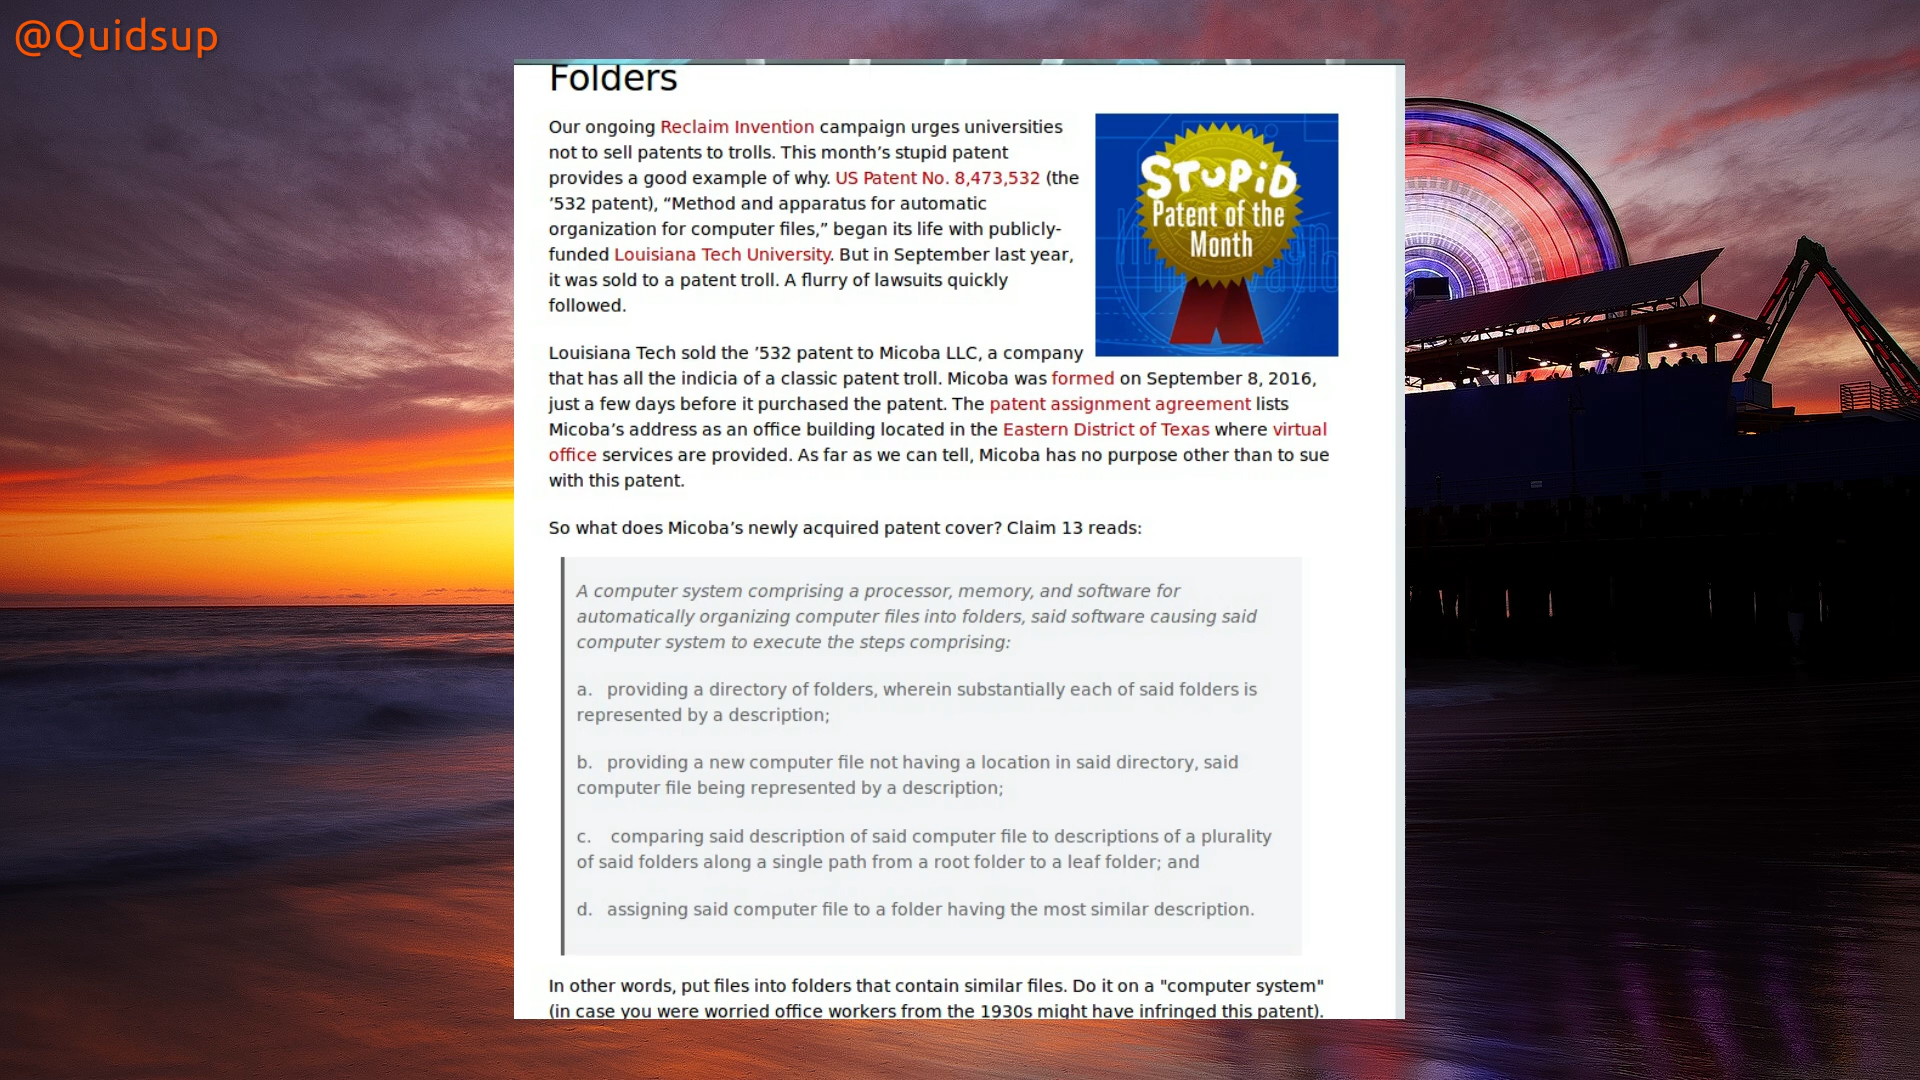 @Quidsup
Folders
Our ongoing Reclaim Invention campaign urges universities
not to sell patents to trolls. This month’s stupid patent
provides a good example of why. US Patent No. 8,473,532 (the
’532 patent), “Method and apparatus for automatic
organization for computer files,” began its life with publicly-
funded Louisiana Tech University. But in September last year,
it was sold to a patent troll. A flurry of lawsuits quickly
followed.
STUPiD
Patent of the
Month
Louisiana Tech sold the ’532 patent to Micoba LLC, a company
that has all the indicia of a classic patent troll. Micoba was formed on September 8, 2016,
just a few days before it purchased the patent. The patent assignment agreement lists
Micoba’s address as an office building located in the Eastern District of Texas where virtual
office services are provided. As far as we can tell, Micoba has no purpose other than to sue
with this patent.
So what does Micoba’s newly acquired patent cover? Claim 13 reads:
A computer system comprising a processor, memory, and software for
automatically organizing computer files into folders, said software causing said
computer system to execute the steps comprising:
a. providing a directory of folders, wherein substantially each of said folders is
represented by a description;
b. providing a new computer file not having a location in said directory, said
computer file being represented by a description;
c. comparing said description of said computer file to descriptions of a plurality
of said folders along a single path from a root folder to a leaf folder; and
d. assigning said computer file to a folder having the most similar description.
In other words, put files into folders that contain similar files. Do it on a "computer system"
(in case you were worried office workers from the 1930s might have infringed this patent).